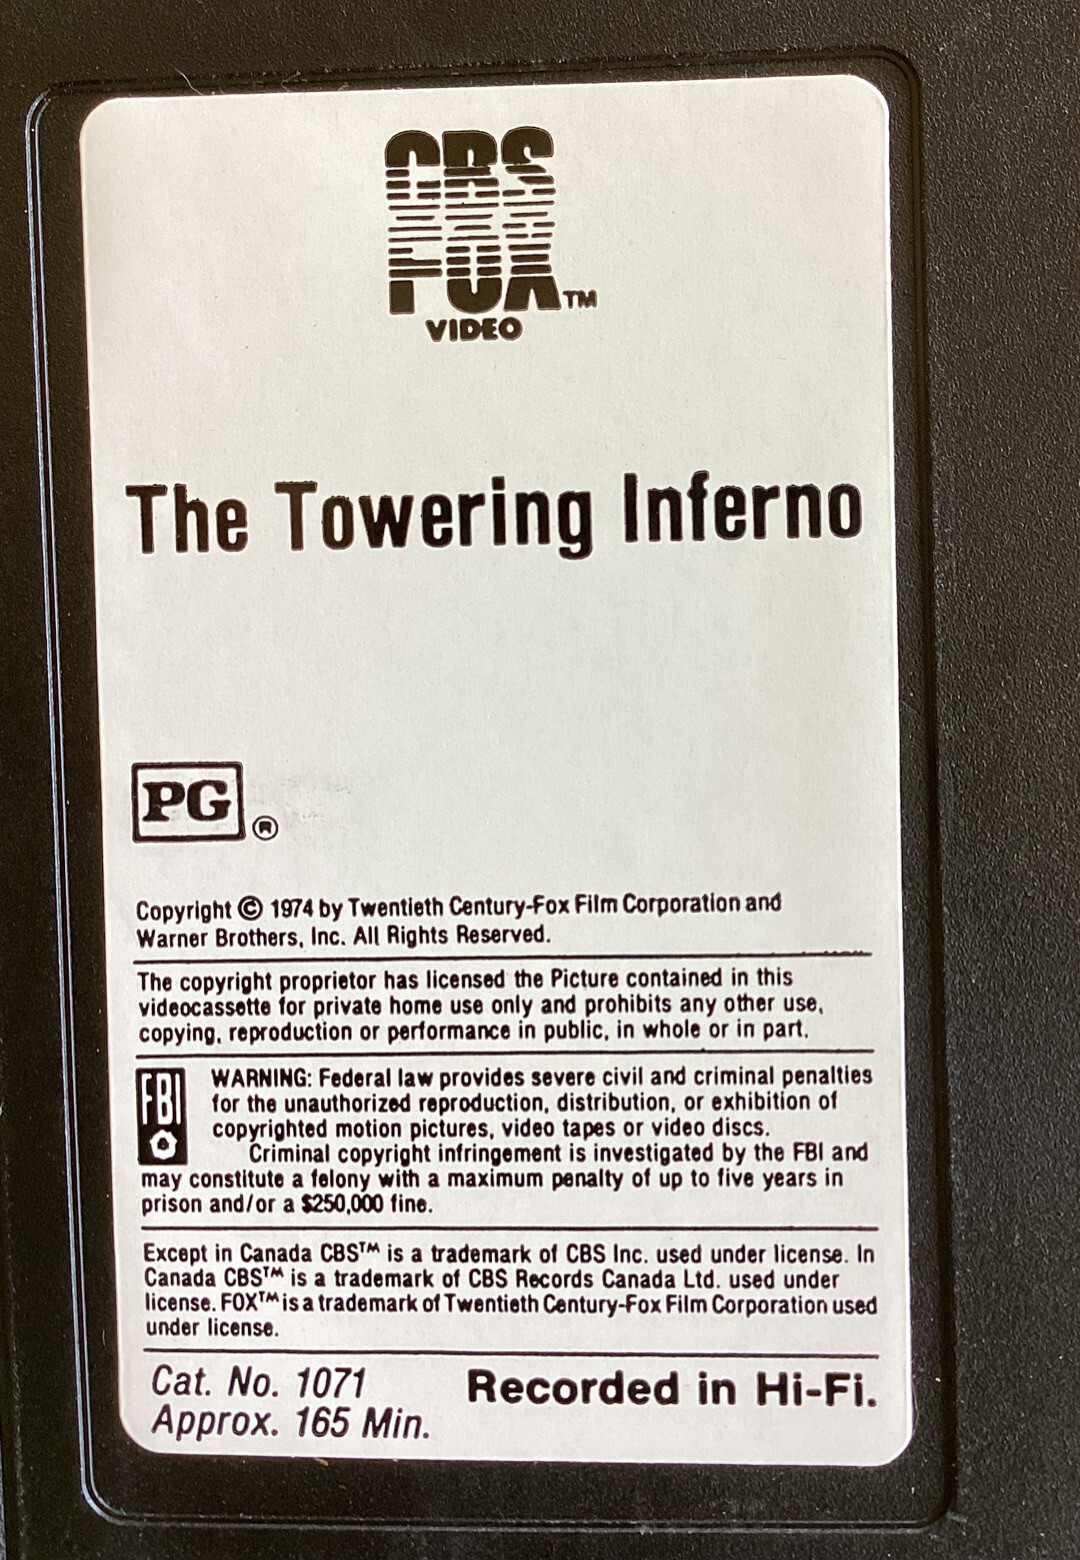 CBS
FOX™
VIDEO
The Towering Inferno
PG®
Copyright © 1974 by Twentieth Century-Fox Film Corporation and
Warner Brothers, Inc. All Rights Reserved.
The copyright proprietor has licensed the Picture contained in this
videocassette for private home use only and prohibits any other use,
copying, reproduction or performance in public, in whole or in part.
FBI
WARNING: Federal law provides severe civil and criminal penalties
for the unauthorized reproduction, distribution, or exhibition of
copyrighted motion pictures, video tapes or video discs.
Criminal copyright infringement is investigated by the FBI and
may constitute a felony with a maximum penalty of up to five years in
prison and/or a $250,000 fine.
Except in Canada CBS™ is a trademark of CBS Inc. used under license. In
Canada CBS™ is a trademark of CBS Records Canada Ltd. used under
license. FOX™ is a trademark of Twentieth Century-Fox Film Corporation used
under license.
Cat. No. 1071
Approx. 165 Min.
Recorded in Hi-Fi.